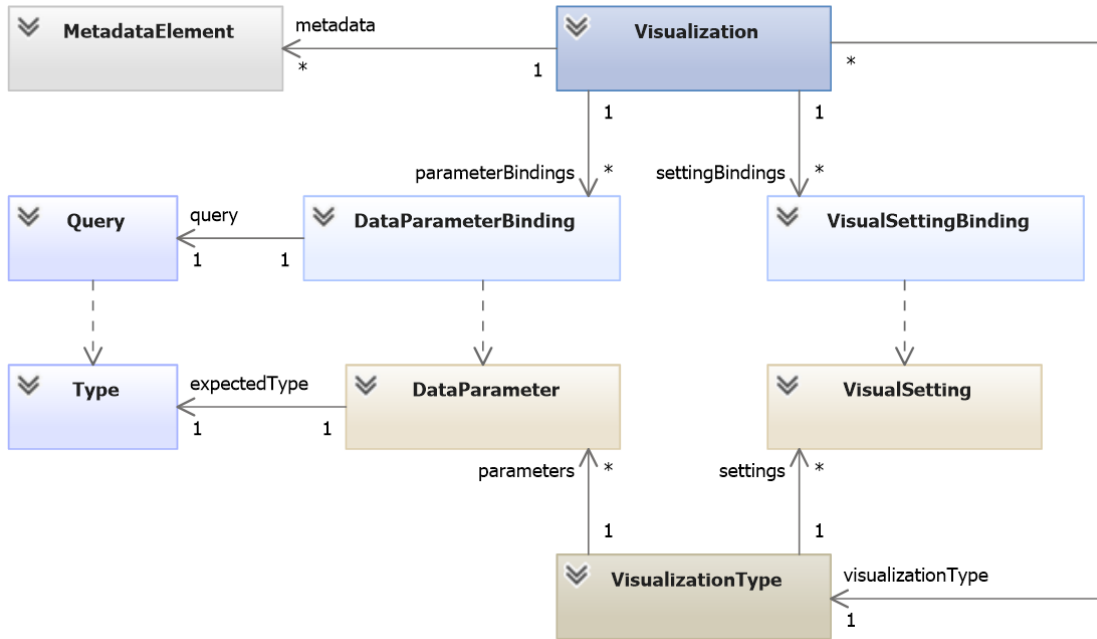 MetadataElement
metadata
*
1
Visualization
*
1
1
parameterBindings
*
settingBindings
*
Query
query
1
1
DataParameterBinding
VisualSettingBinding
Type
expectedType
1
1
DataParameter
VisualSetting
parameters
*
settings
*
1
1
VisualizationType
visualizationType
1